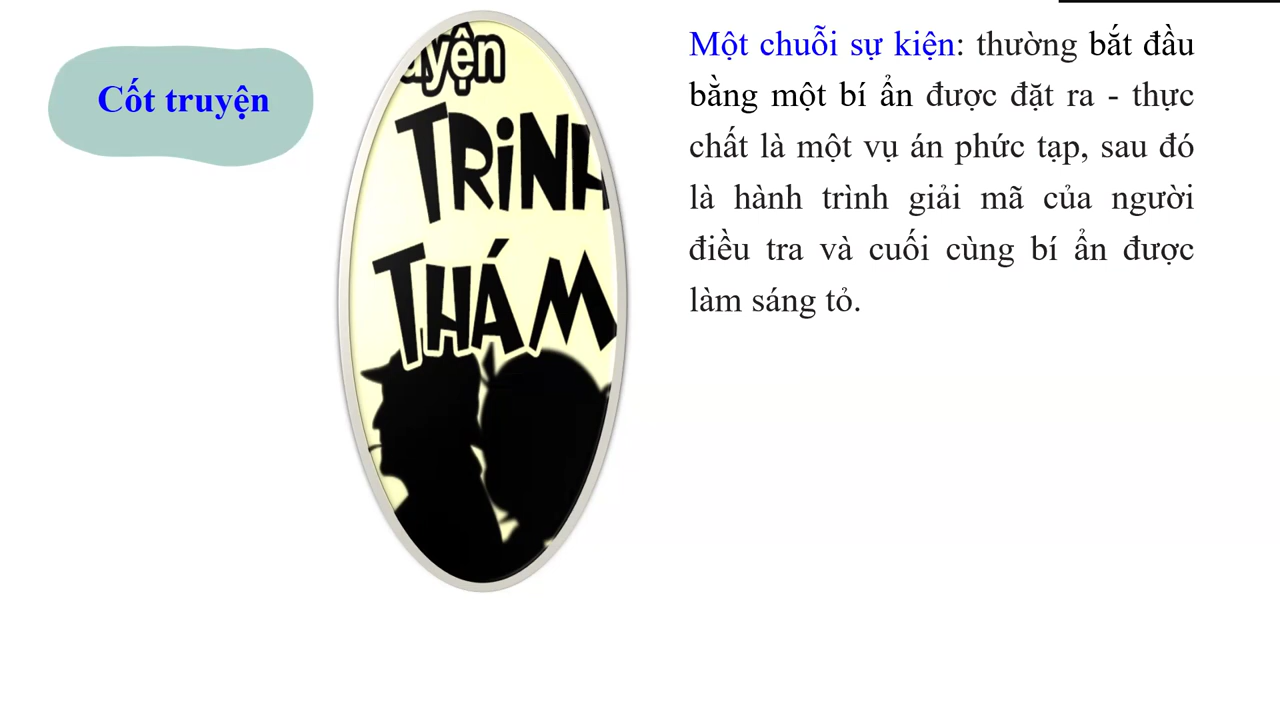 Cốt truyện
TRINH
THÁM
Một chuỗi sự kiện: thường bắt đầu
bằng một bí ẩn được đặt ra - thực
chất là một vụ án phức tạp, sau đó
là hành trình giải mã của người
điều tra và cuối cùng bí ẩn được
làm sáng tỏ.